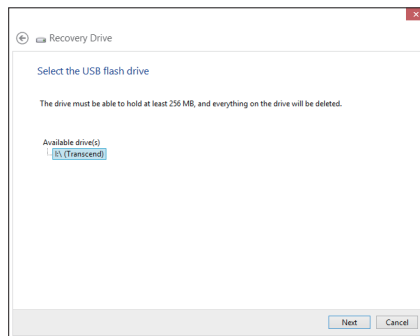 Recovery Drive
Select the USB flash drive
The drive must be able to hold at least 256 MB, and everything on the drive will be deleted.
Available drive(s)
I:\ (Transcend)
Next
Cancel